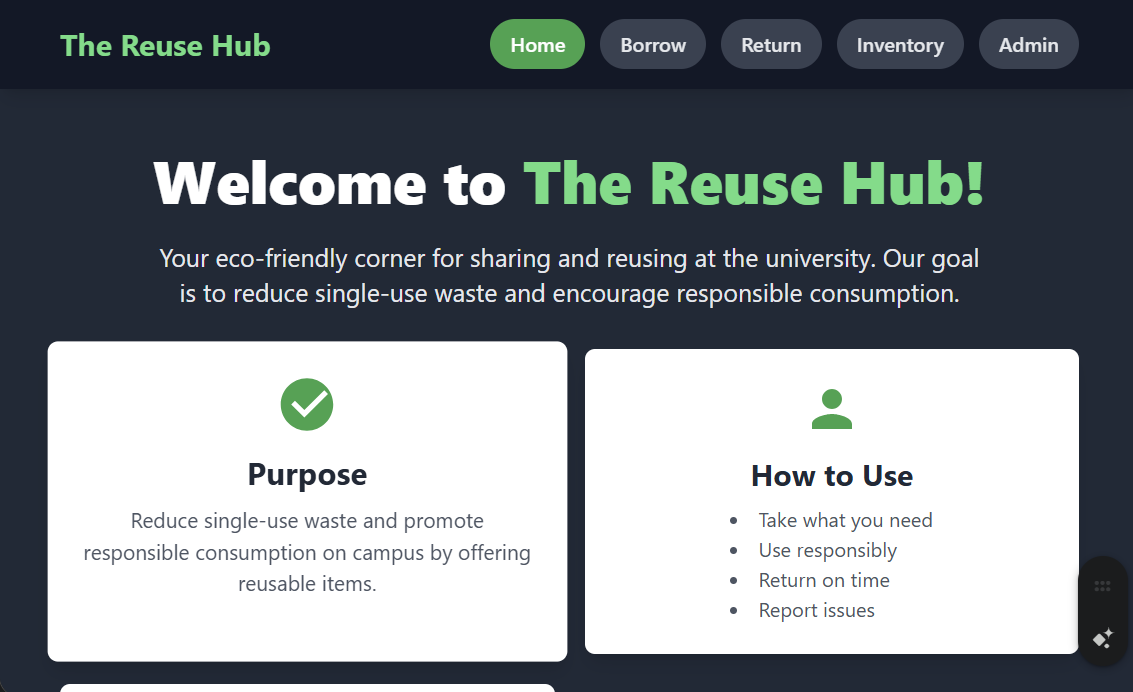 The Reuse Hub
Home
Borrow
Return
Inventory
Admin
Welcome to The Reuse Hub!
Your eco-friendly corner for sharing and reusing at the university. Our goal
is to reduce single-use waste and encourage responsible consumption.
Purpose
Reduce single-use waste and promote
responsible consumption on campus by offering
reusable items.
How to Use
Take what you need
Use responsibly
Return on time
Report issues